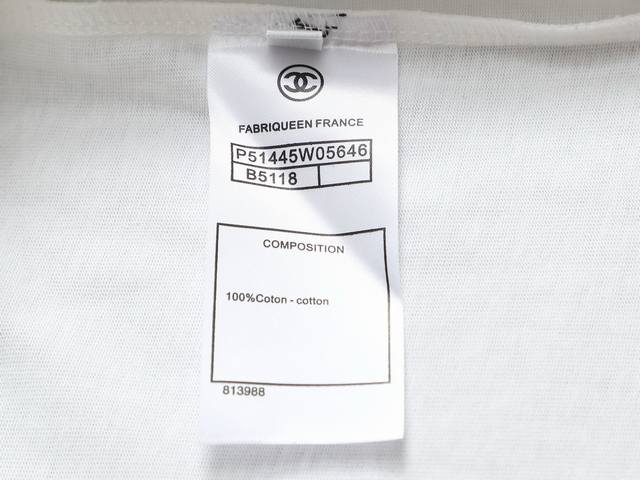 FABRIQUEEN FRANCE
P51445W05646
B5118
COMPOSITION
100%Coton - cotton
813988